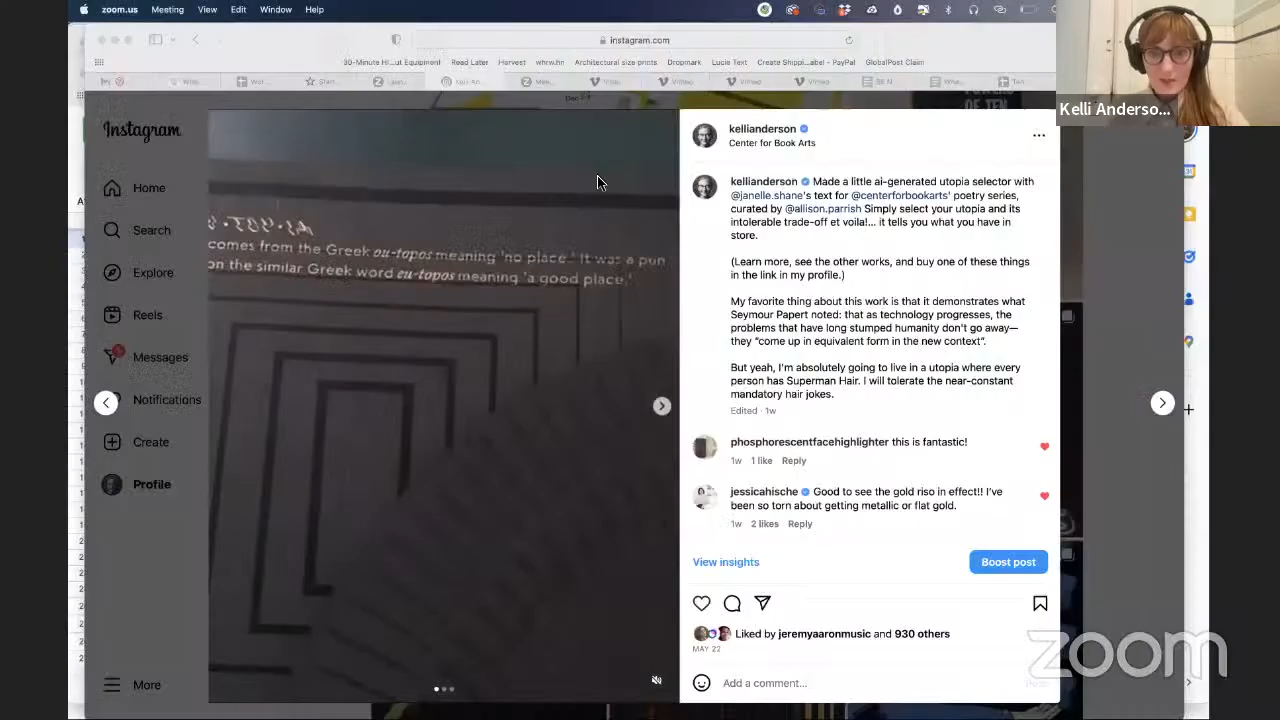 zoom.us Meeting View Edit Window Help
instagram.com
Read Later Harvest whrw.hn Architectural size prints Dropmark Lucie Text GlobalPost Claim
Vimeo Vimeo
POWERS
OF TEN
Kelli Anderso...
Instagram
Home
Search
Explore
Reels
Messages
Notifications
Create
Profile
More
comes from the Greek ou-topos meaning 'no place.' It was a pun
on the similar Greek word eu-topos meaning 'a good place.'
kellianderson
Center for Book Arts
kellianderson Made a little ai-generated utopia selector with
@janelle.shane's text for @centerforbookarts' poetry series,
curated by @allison.parrish Simply select your utopia and its
intolerable trade-off et voila!... it tells you what you have in
store.
(Learn more, see the other works, and buy one of these things
in the link in my profile.)
My favorite thing about this work is that it demonstrates what
Seymour Papert noted: that as technology progresses, the
problems that have long stumped humanity don't go away—
they "come up in equivalent form in the new context".
But yeah, I'm absolutely going to live in a utopia where every
person has Superman Hair. I will tolerate the near-constant
mandatory hair jokes.
Edited · 1w
phosphorescentfacehighlighter this is fantastic!
1w 1 like Reply
jessicahische Good to see the gold riso in effect!! I've
been so torn about getting metallic or flat gold.
1w 2 likes Reply
View insights
Boost post
Liked by jeremyaaronmusic and 930 others
MAY 22
Add a comment...
zoom